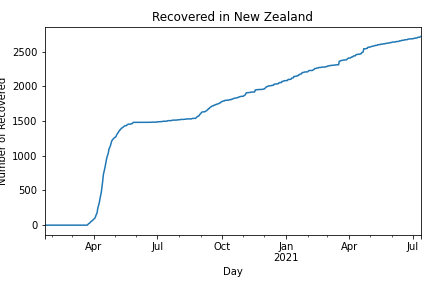 Recovered in New Zealand
Number of Recovered
2500
2000
1500
1000
500
0
Apr
Jul
Oct
Jan
2021
Apr
Jul
Day